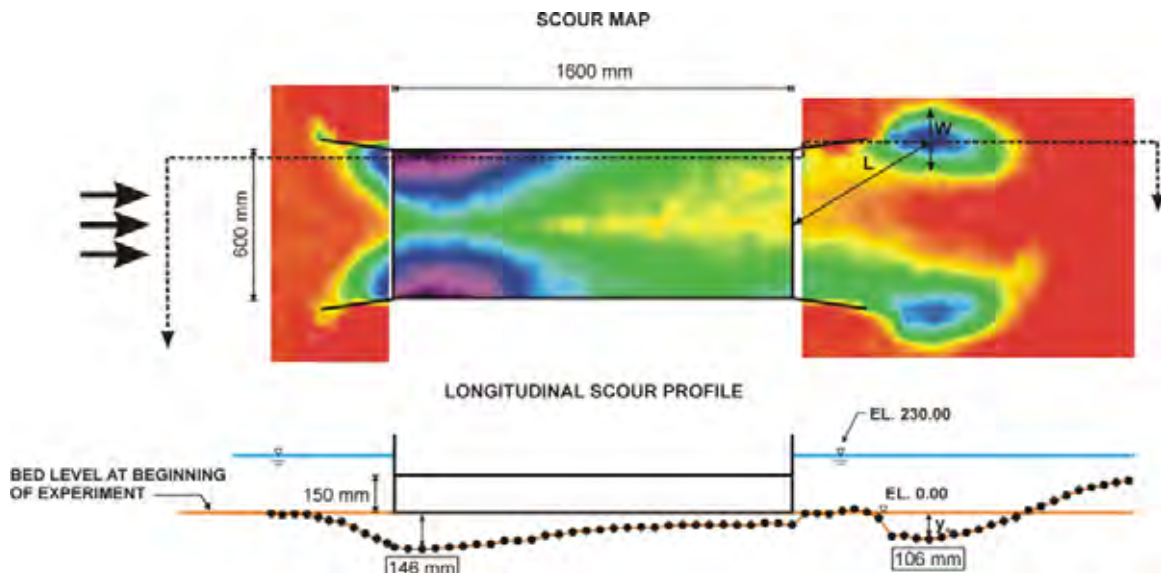 SCOUR MAP
1600 mm
W
L
600 mm
LONGITUDINAL SCOUR PROFILE
EL. 230.00
BED LEVEL AT BEGINNING
OF EXPERIMENT
150 mm
EL. 0.00
146 mm
106 mm